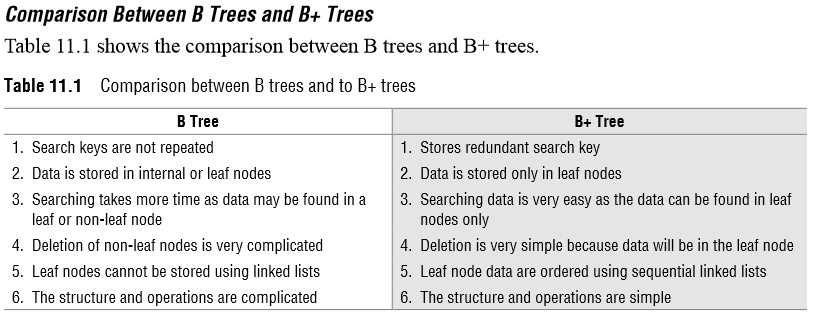 Comparison Between B Trees and B+ Trees
Table 11.1 shows the comparison between B trees and B+ trees.
Table 11.1 Comparison between B trees and to B+ trees
B Tree
1. Search keys are not repeated
2. Data is stored in internal or leaf nodes
3. Searching takes more time as data may be found in a
leaf or non-leaf node
4. Deletion of non-leaf nodes is very complicated
5. Leaf nodes cannot be stored using linked lists
6. The structure and operations are complicated
B+ Tree
1. Stores redundant search key
2. Data is stored only in leaf nodes
3. Searching data is very easy as the data can be found in leaf
nodes only
4. Deletion is very simple because data will be in the leaf node
5. Leaf node data are ordered using sequential linked lists
6. The structure and operations are simple